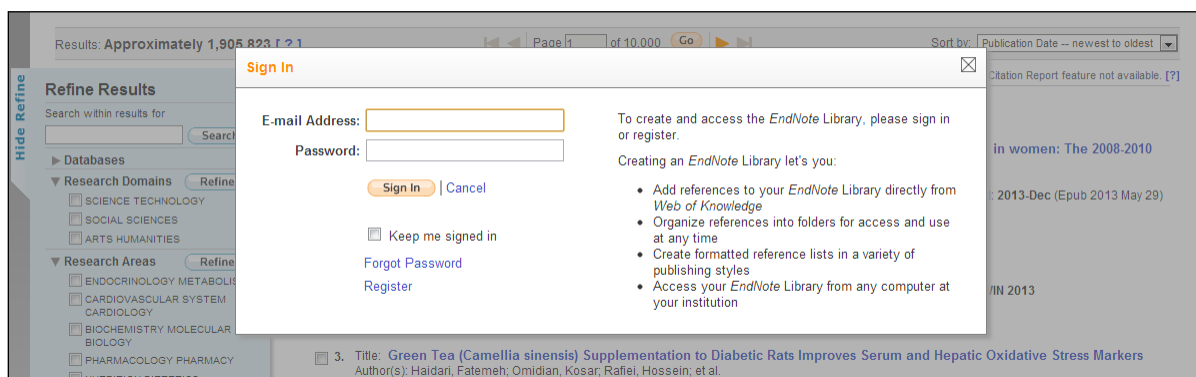 Results: Approximately 1,905,823 [ ? ]
Page 1 of 10,000 Go
Sort by: Publication Date -- newest to oldest
Citation Report feature not available. [?]
Hide Refine
Refine Results
Search within results for
Search
Databases
Research Domains Refine
SCIENCE TECHNOLOGY
SOCIAL SCIENCES
ARTS HUMANITIES
Research Areas Refine
ENDOCRINOLOGY METABOLIS
CARDIOVASCULAR SYSTEM
CARDIOLOGY
BIOCHEMISTRY MOLECULAR
BIOLOGY
PHARMACOLOGY PHARMACY
Sign In
E-mail Address:
Password:
Sign In | Cancel
Keep me signed in
Forgot Password
Register
To create and access the EndNote Library, please sign in
or register.
Creating an EndNote Library let's you:
• Add references to your EndNote Library directly from
Web of Knowledge
• Organize references into folders for access and use
at any time
• Create formatted reference lists in a variety of
publishing styles
• Access your EndNote Library from any computer at
your institution
in women: The 2008-2010
2013-Dec (Epub 2013 May 29)
/IN 2013
3. Title: Green Tea (Camellia sinensis) Supplementation to Diabetic Rats Improves Serum and Hepatic Oxidative Stress Markers
Author(s): Haidari, Fatemeh; Omidian, Kosar; Rafiei, Hossein; et al.